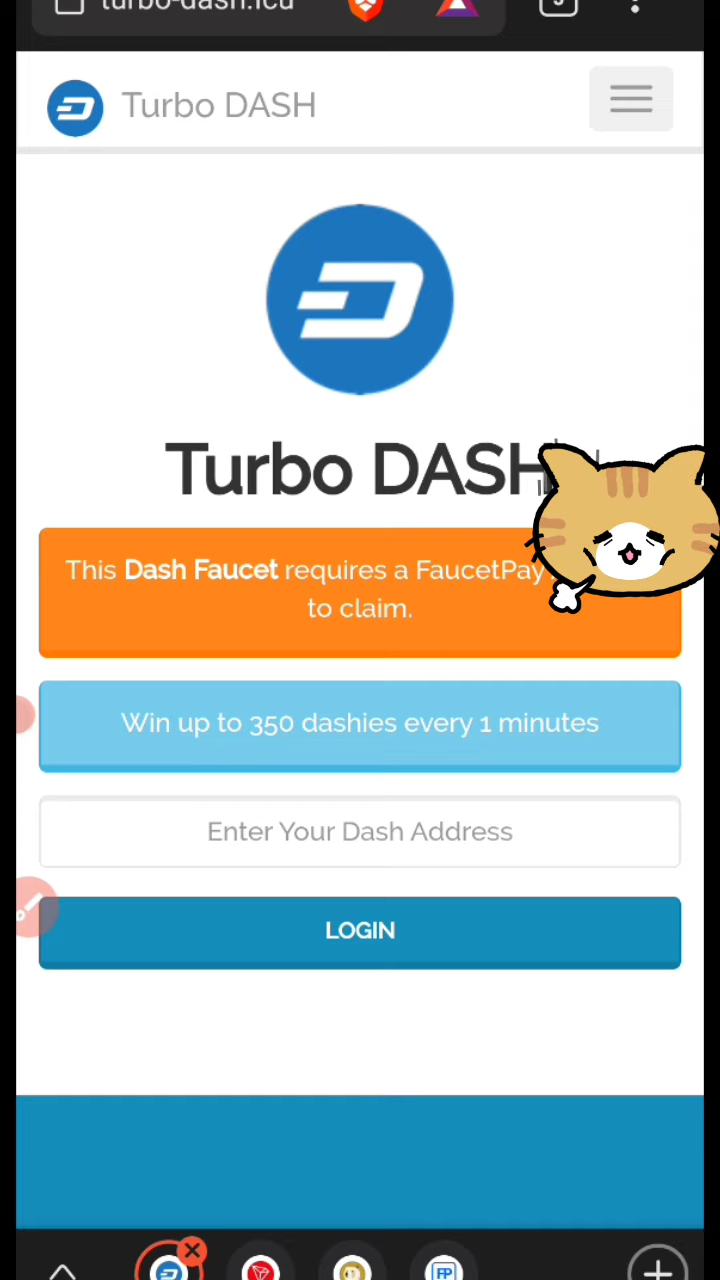 turbo-dash.icu
Turbo DASH
Turbo DASH
This Dash Faucet requires a FaucetPay
to claim.
Win up to 350 dashies every 1 minutes
Enter Your Dash Address
LOGIN